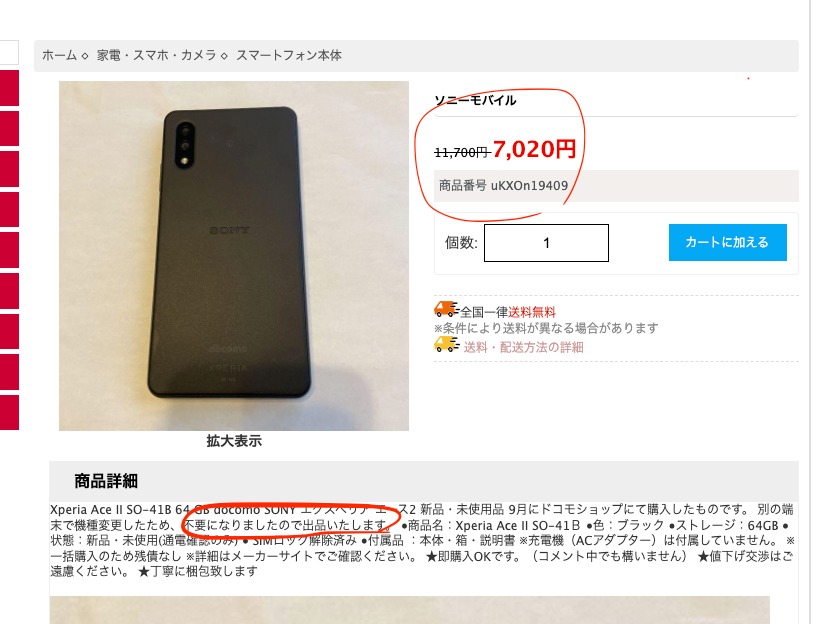 ホーム ◇ 家電・スマホ・カメラ ◇ スマートフォン本体
ソニーモバイル
11,700円 7,020円
商品番号 uKXOn19409
個数: 1 カートに加える
全国一律送料無料
※条件により送料が異なる場合があります
送料・配送方法の詳細
SONY
docomo
XPERIA
拡大表示
商品詳細
Xperia Ace II SO-41B 64 GB docomo SONY エクスペリア エース2 新品・未使用品 9月にドコモショップにて購入したものです。 別の端
末で機種変更したため、不要になりましたので出品いたします。 ●商品名：Xperia Ace II SO-41Ｂ ●色：ブラック ●ストレージ：64GB ●
状態：新品・未使用(通電確認のみ) ● SIMロック解除済み ●付属品 ：本体・箱・説明書 ※充電機（ACアダプター）は付属していません。 ※
一括購入のため残債なし ※詳細はメーカーサイトでご確認ください。 ★即購入OKです。（コメント中でも構いません） ★値下げ交渉はご
遠慮ください。 ★丁寧に梱包致します